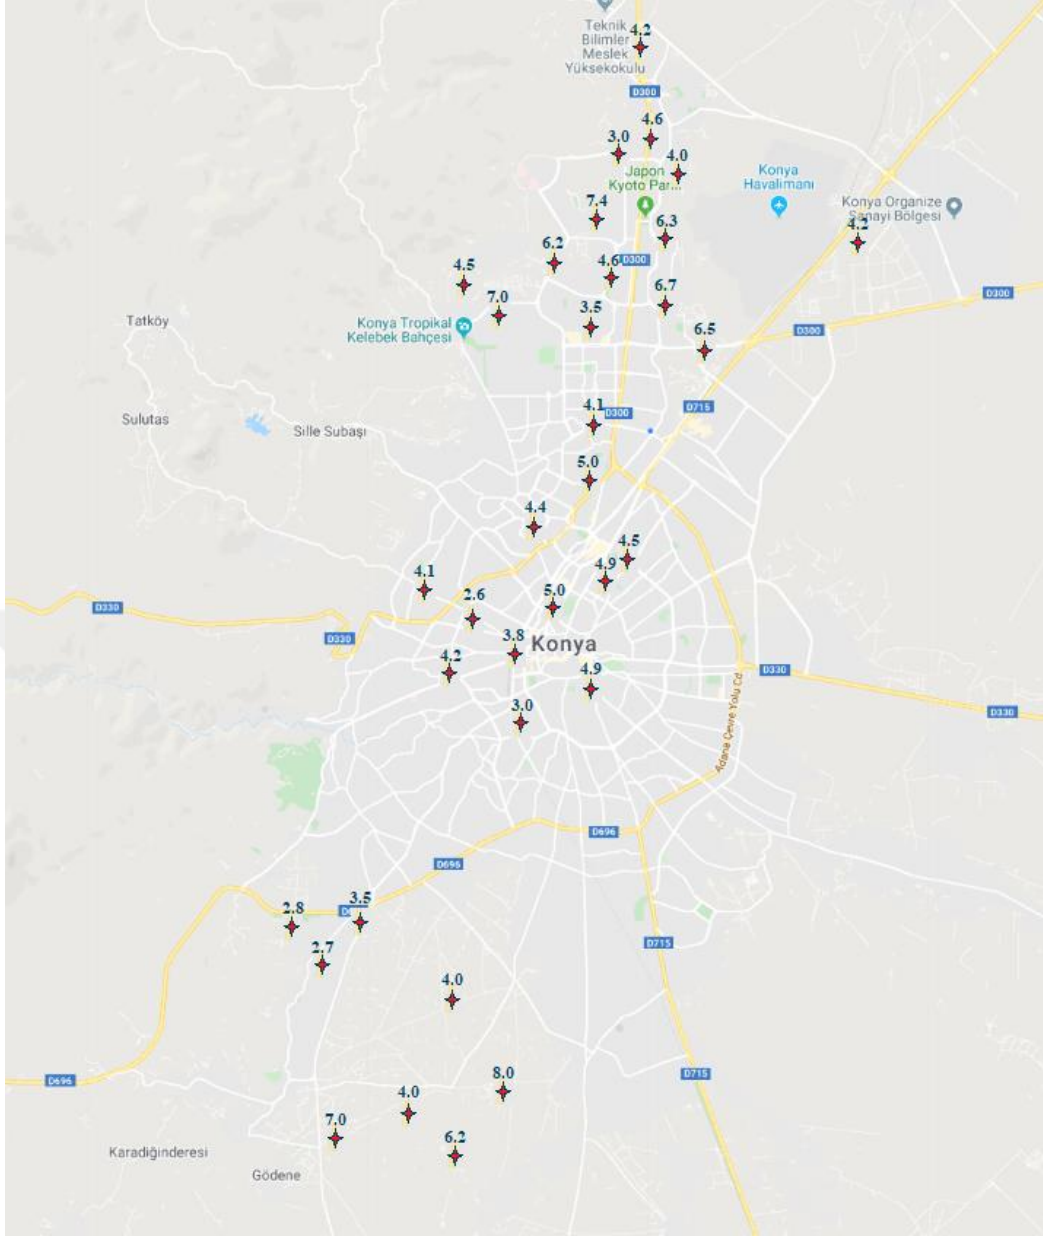 Teknik
Bilimler
Meslek
Yüksekokulu
4.2
D300
4.6
3.0
4.0
Japon
Kyoto Par...
Konya
Havalimanı
Konya Organize
Sanayi Bölgesi
7.4
6.3
4.2
6.2
4.6
D300
4.5
7.0
6.7
D300
Konya Tropikal
Kelebek Bahçesi
3.5
6.5
D300
Tatköy
4.1
D300
D715
Sulutas
Sille Subaşı
5.0
4.4
4.5
4.9
4.1
2.6
5.0
D330
D330
3.8
Konya
4.2
4.9
D330
3.0
D330
Adana Çevre Yolu Cd.
D696
D696
2.8
3.5
2.7
D715
4.0
D696
8.0
D715
4.0
7.0
6.2
Karadiğinderesi
Gödene